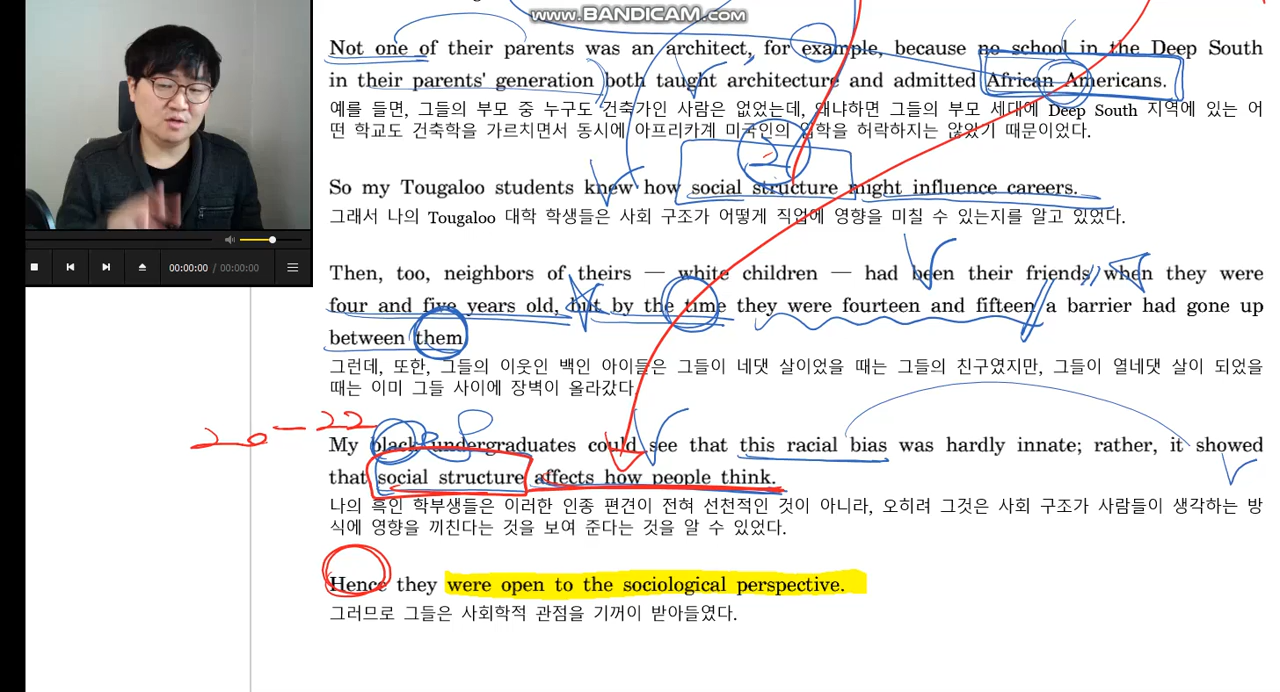 www.BANDICAM.com
Not one of their parents was an architect, for example, because no school in the Deep South
in their parents' generation both taught architecture and admitted African Americans.
예를 들면, 그들의 부모 중 누구도 건축가인 사람은 없었는데, 왜냐하면 그들의 부모 세대에 Deep South 지역에 있는 어
떤 학교도 건축학을 가르치면서 동시에 아프리카계 미국인의 입학을 허락하지는 않았기 때문이었다.
2
So my Tougaloo students knew how social structure might influence careers.
그래서 나의 Tougaloo 대학 학생들은 사회 구조가 어떻게 직업에 영향을 미칠 수 있는지를 알고 있었다.
00:00:00 / 00:00:00
Then, too, neighbors of theirs — white children — had been their friends when they were
four and five years old, but by the time they were fourteen and fifteen a barrier had gone up
between them
그런데, 또한, 그들의 이웃인 백인 아이들은 그들이 네댓 살이었을 때는 그들의 친구였지만, 그들이 열네댓 살이 되었을
때는 이미 그들 사이에 장벽이 올라갔다.
20-22
My black undergraduates could see that this racial bias was hardly innate; rather, it showed
that social structure affects how people think.
나의 흑인 학부생들은 이러한 인종 편견이 전혀 선천적인 것이 아니라, 오히려 그것은 사회 구조가 사람들이 생각하는 방
식에 영향을 끼친다는 것을 보여 준다는 것을 알 수 있었다.
Hence they were open to the sociological perspective.
그러므로 그들은 사회학적 관점을 기꺼이 받아들였다.